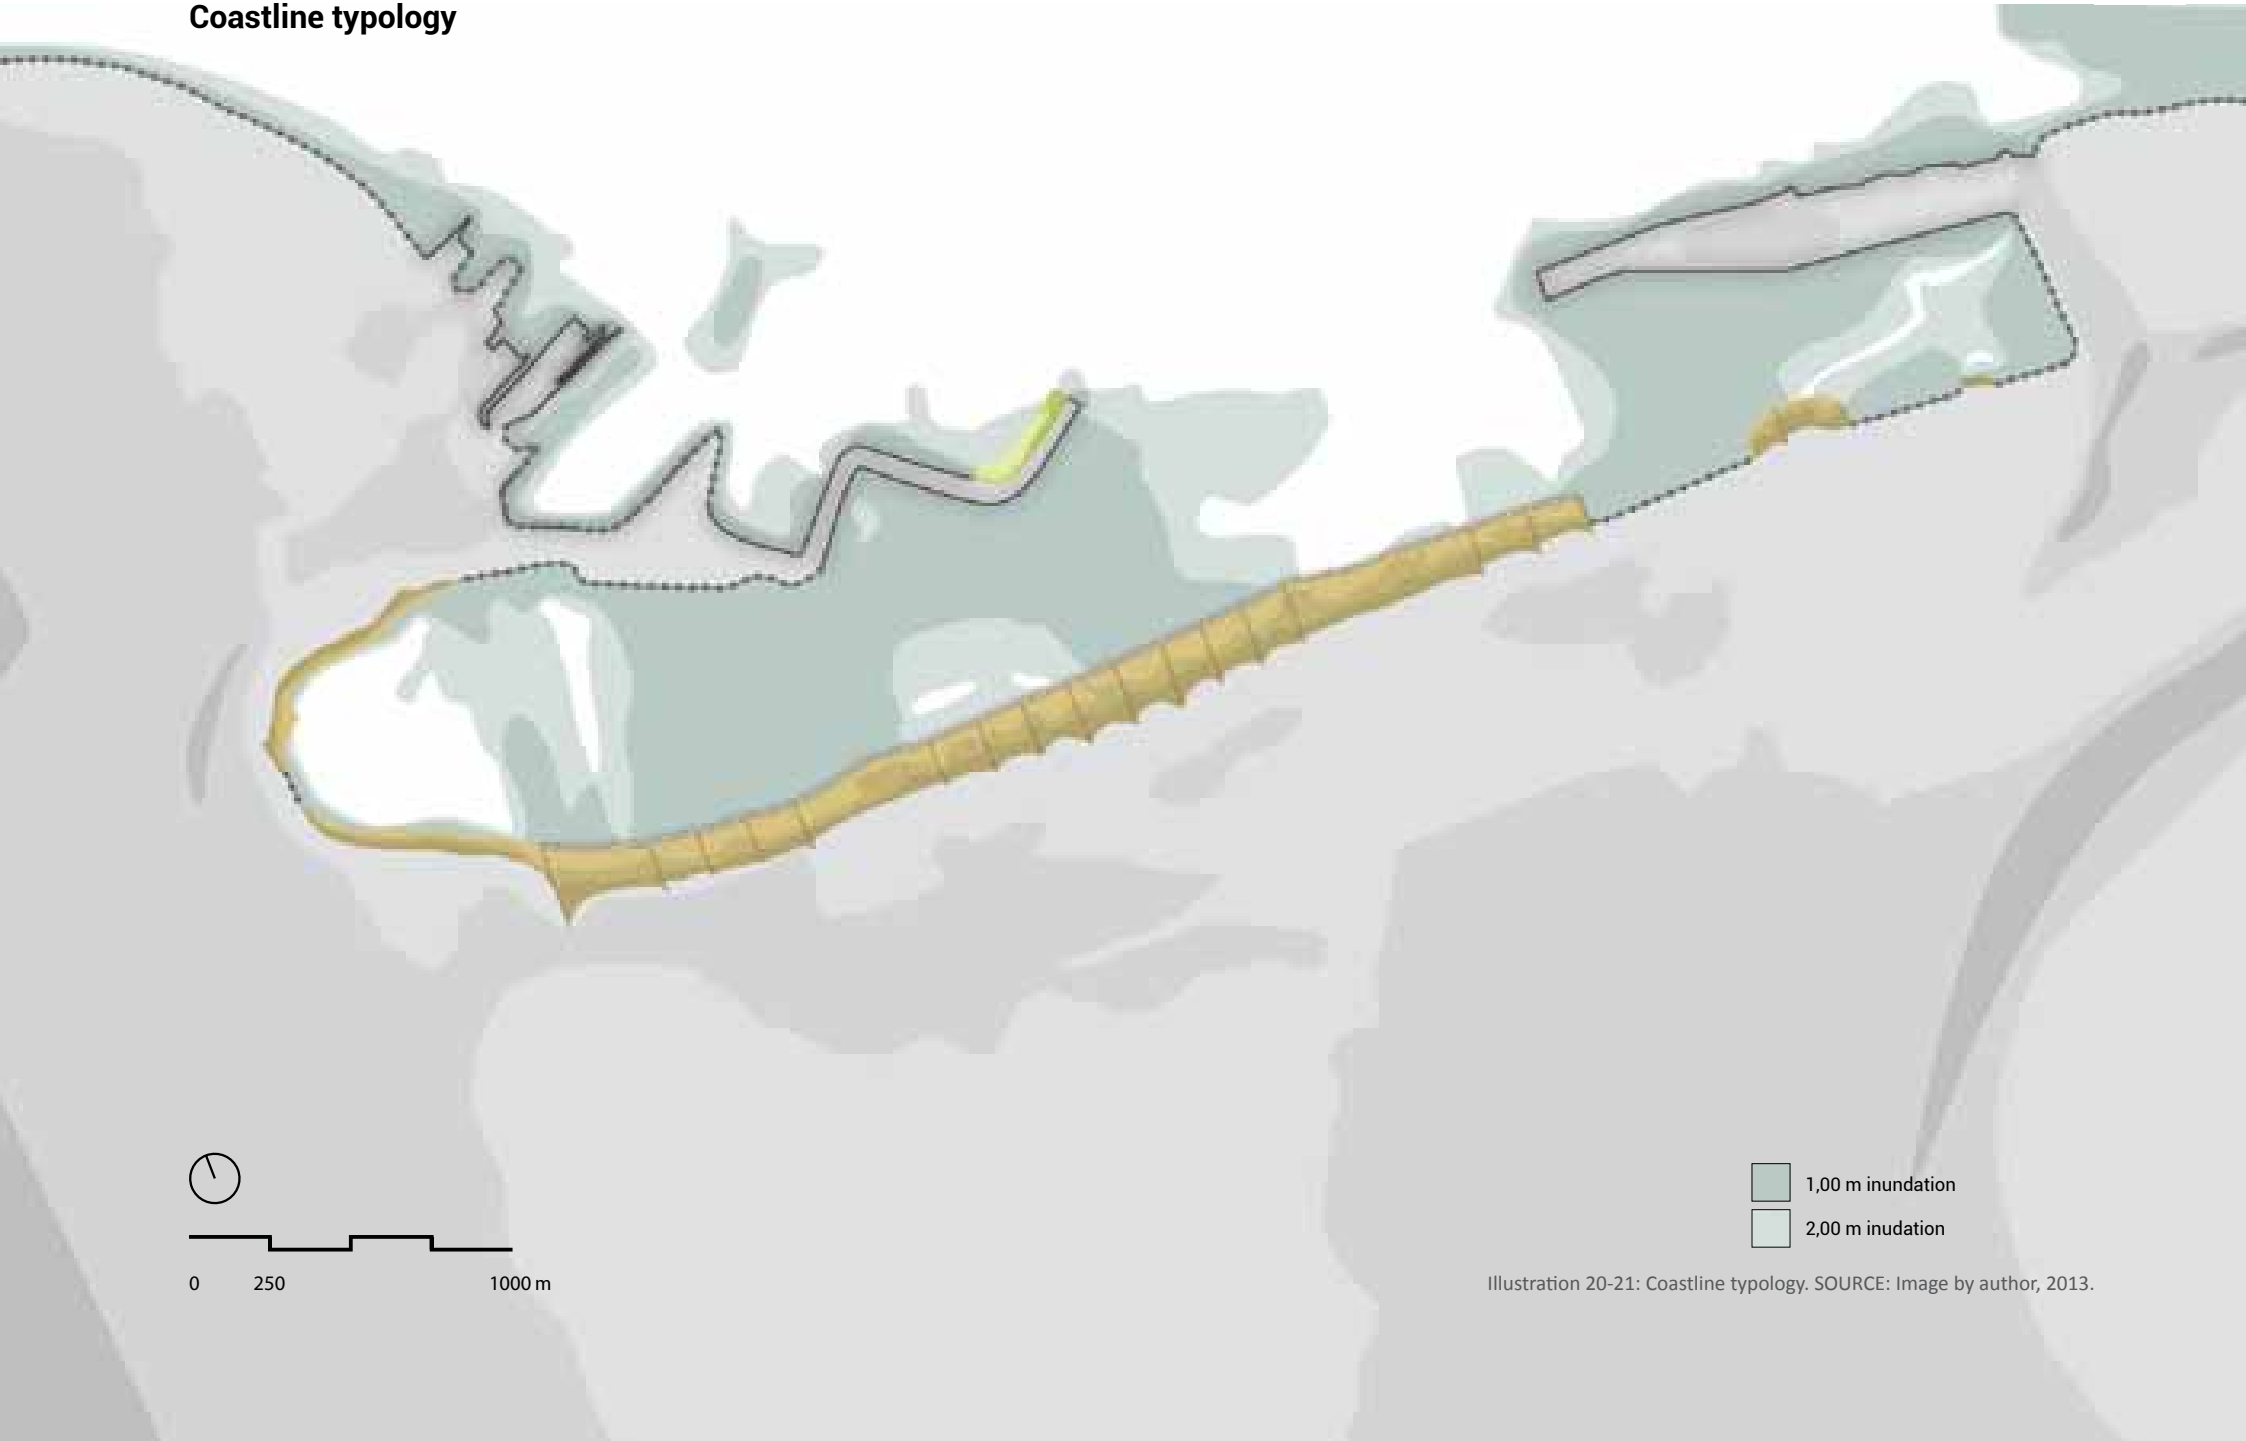 Coastline typology
1,00 m inundation
2,00 m inudation
0 250 1000 m
Illustration 20-21: Coastline typology. SOURCE: Image by author, 2013.